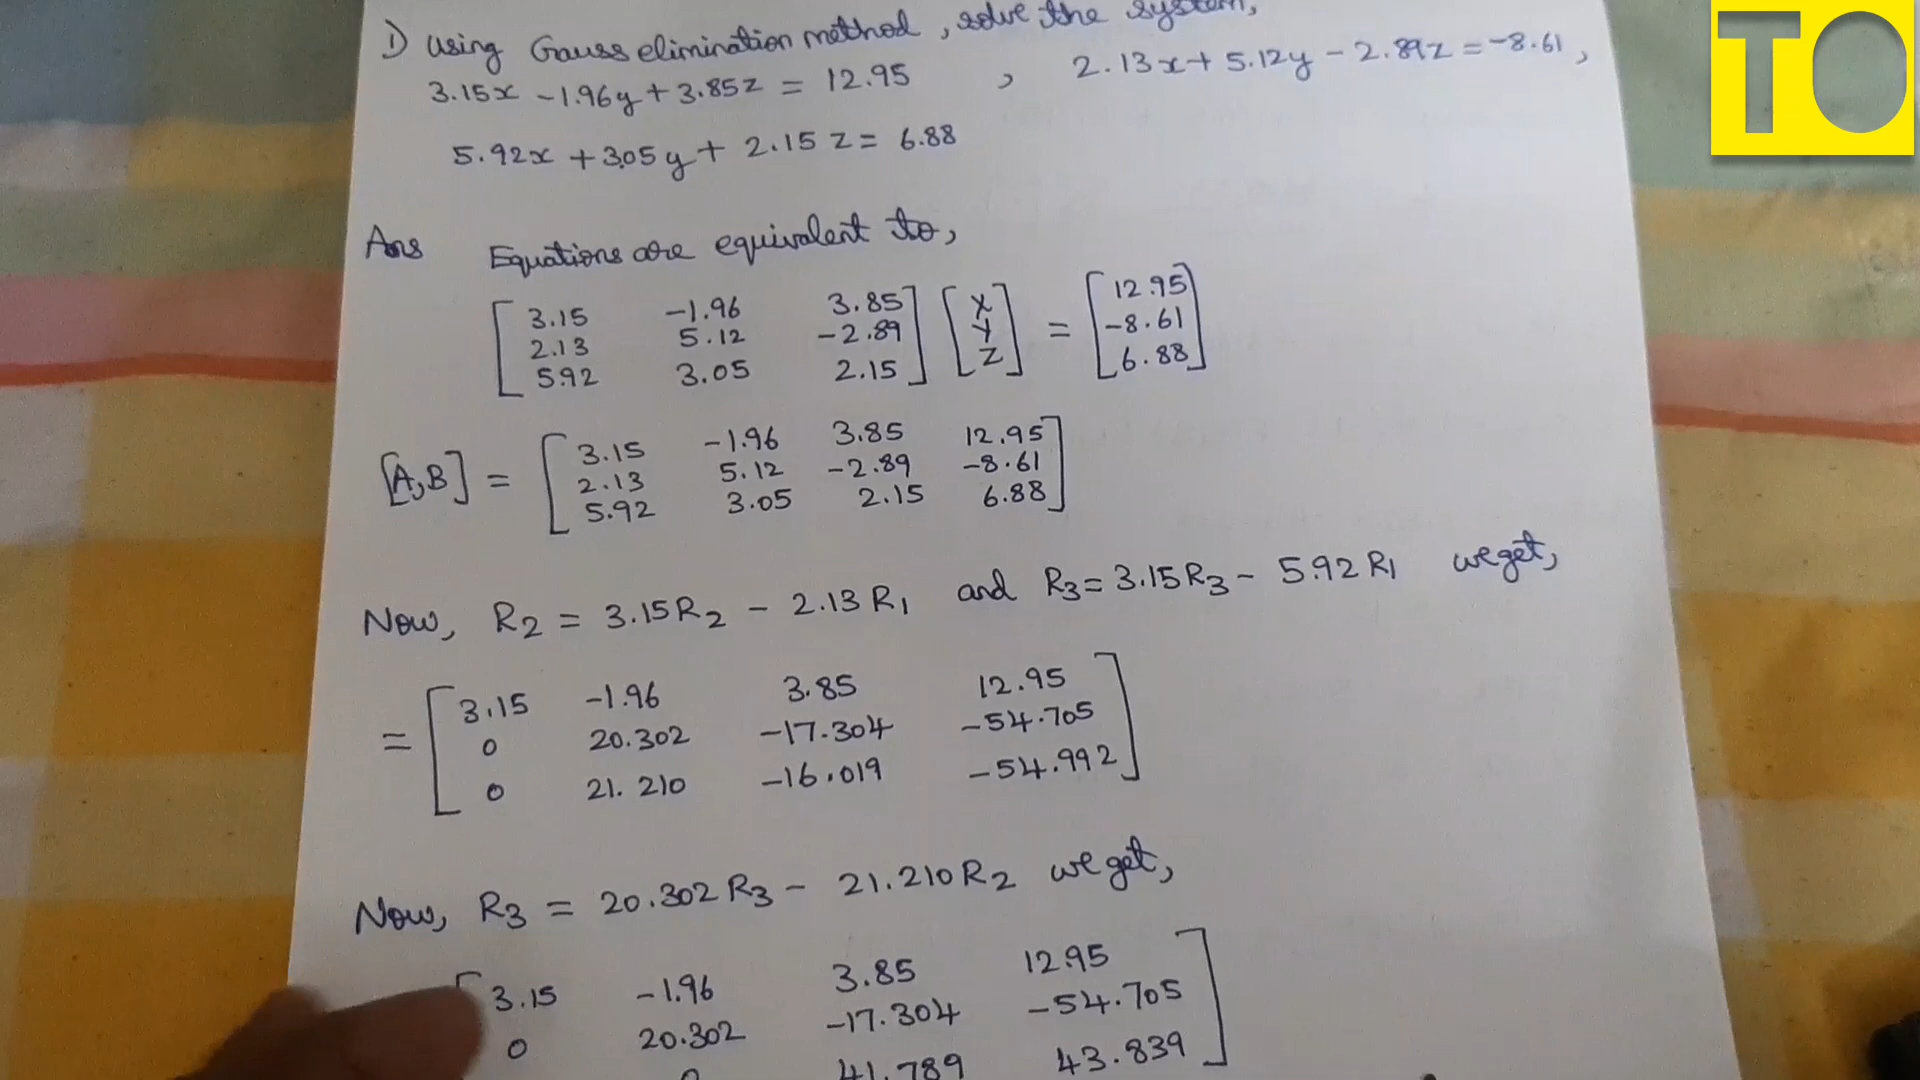 TO
1) Using Gauss elimination method, solve the system,
3.15x - 1.96y + 3.85z = 12.95 , 2.13x + 5.12y - 2.89z = -8.61,
5.92x + 3.05y + 2.15 z = 6.88
Ans Equations are equivalent to,
[ 3.15 -1.96 3.85 ] [ x ] = [ 12.95 ]
[ 2.13 5.12 -2.89 ] [ y ] [ -8.61 ]
[ 5.92 3.05 2.15 ] [ z ] [ 6.88 ]
[A,B] = [ 3.15 -1.96 3.85 12.95 ]
[ 2.13 5.12 -2.89 -8.61 ]
[ 5.92 3.05 2.15 6.88 ]
Now, R2 = 3.15R2 - 2.13R1 and R3 = 3.15R3 - 5.92R1 we get,
= [ 3.15 -1.96 3.85 12.95 ]
[ 0 20.302 -17.304 -54.705 ]
[ 0 21.210 -16.019 -54.992 ]
Now, R3 = 20.302R3 - 21.210R2 we get,
[ 3.15 -1.96 3.85 12.95 ]
[ 0 20.302 -17.304 -54.705 ]
0 41.789 43.839 ]